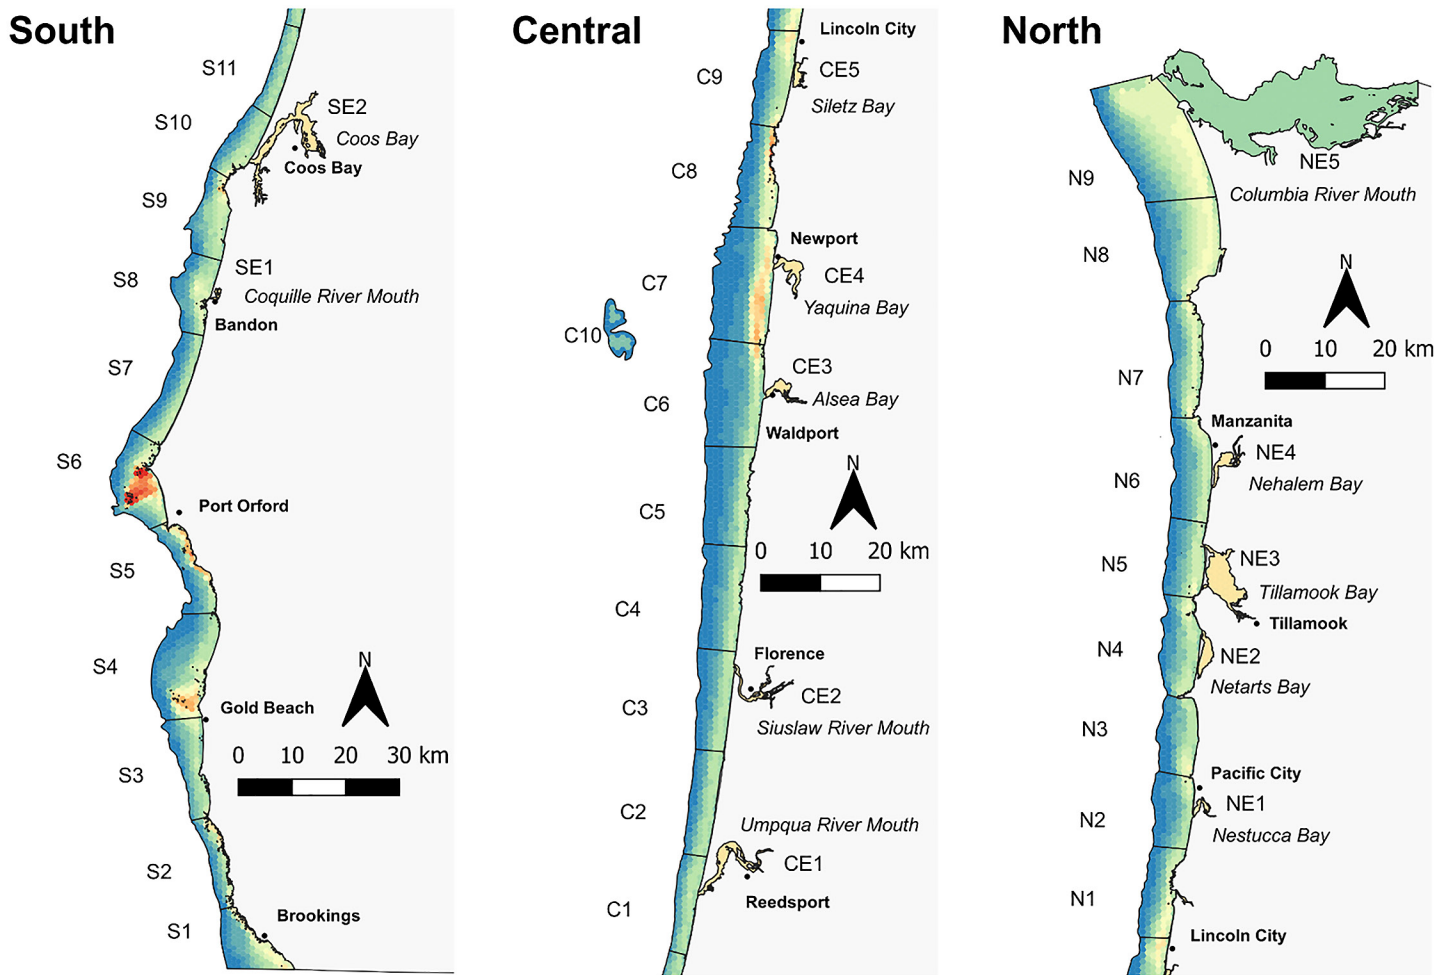 South
S11
S10
SE2
Coos Bay
Coos Bay
S9
SE1
S8
Coquille River Mouth
Bandon
S7
S6
Port Orford
S5
S4
N
Gold Beach
0 10 20 30 km
S3
S2
Brookings
S1
Central
Lincoln City
C9
CE5
Siletz Bay
C8
Newport
C7
CE4
Yaquina Bay
C10
CE3
C6
Alsea Bay
Waldport
N
C5
0 10 20 km
C4
Florence
CE2
C3
Siuslaw River Mouth
C2
Umpqua River Mouth
CE1
Reedsport
C1
North
NE5
N9
Columbia River Mouth
N8
N
0 10 20 km
N7
Manzanita
NE4
N6
Nehalem Bay
NE3
N5
Tillamook Bay
Tillamook
N4
NE2
Netarts Bay
N3
Pacific City
NE1
N2
Nestucca Bay
N1
Lincoln City